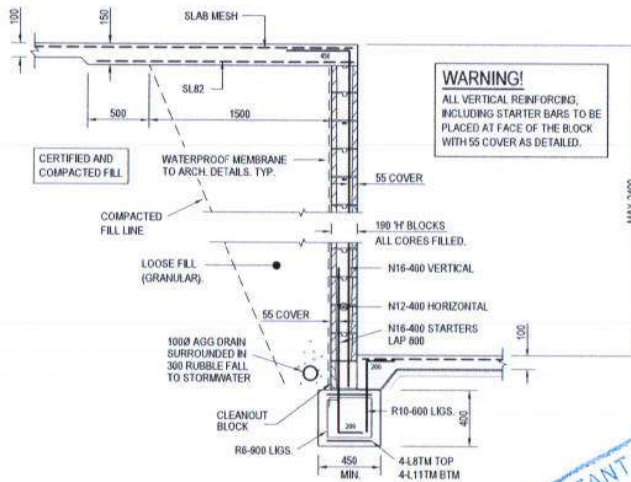 SLAB MESH
100
150
450
SL82
500
1500
WARNING!
ALL VERTICAL REINFORCING,
INCLUDING STARTER BARS TO BE
PLACED AT FACE OF THE BLOCK
WITH 55 COVER AS DETAILED.
CERTIFIED AND
COMPACTED FILL
WATERPROOF MEMBRANE
TO ARCH. DETAILS. TYP.
55 COVER
COMPACTED
FILL LINE
190 'H' BLOCKS
ALL CORES FILLED.
LOOSE FILL
(GRANULAR).
N16-400 VERTICAL
N12-400 HORIZONTAL
55 COVER
N16-400 STARTERS
LAP 800
100
100Ø AGG DRAIN
SURROUNDED IN
300 RUBBLE FALL
TO STORMWATER
200
CLEANOUT
BLOCK
R10-600 LIGS.
400
200
R6-900 LIGS.
450
MIN.
4-L8TM TOP
4-L11TM BTM